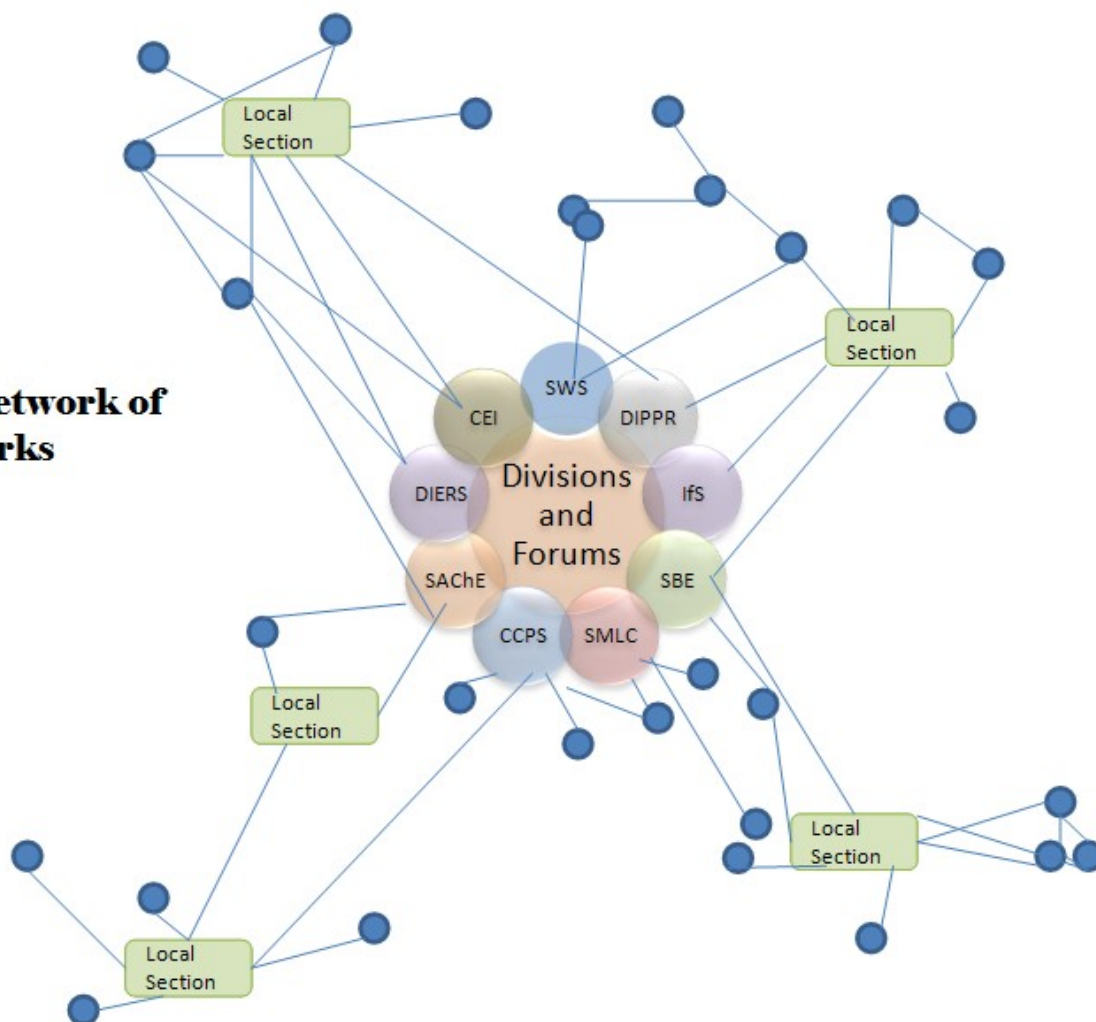 Local
Section
Local
Section
etwork of
rks
SWS
CEI
DIPPR
Divisions
and
Forums
DIERS
IfS
SAChE
SBE
CCPS
SMLC
Local
Section
Local
Section
Local
Section